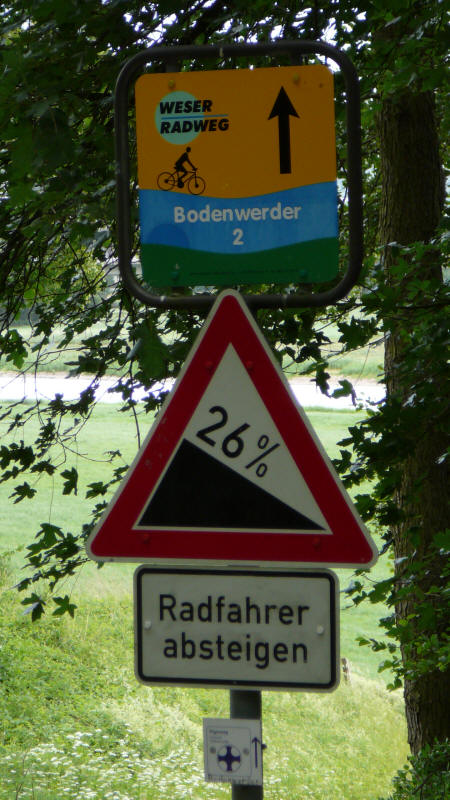 WESER
RADWEG
Bodenwerder
2
26%
Radfahrer
absteigen